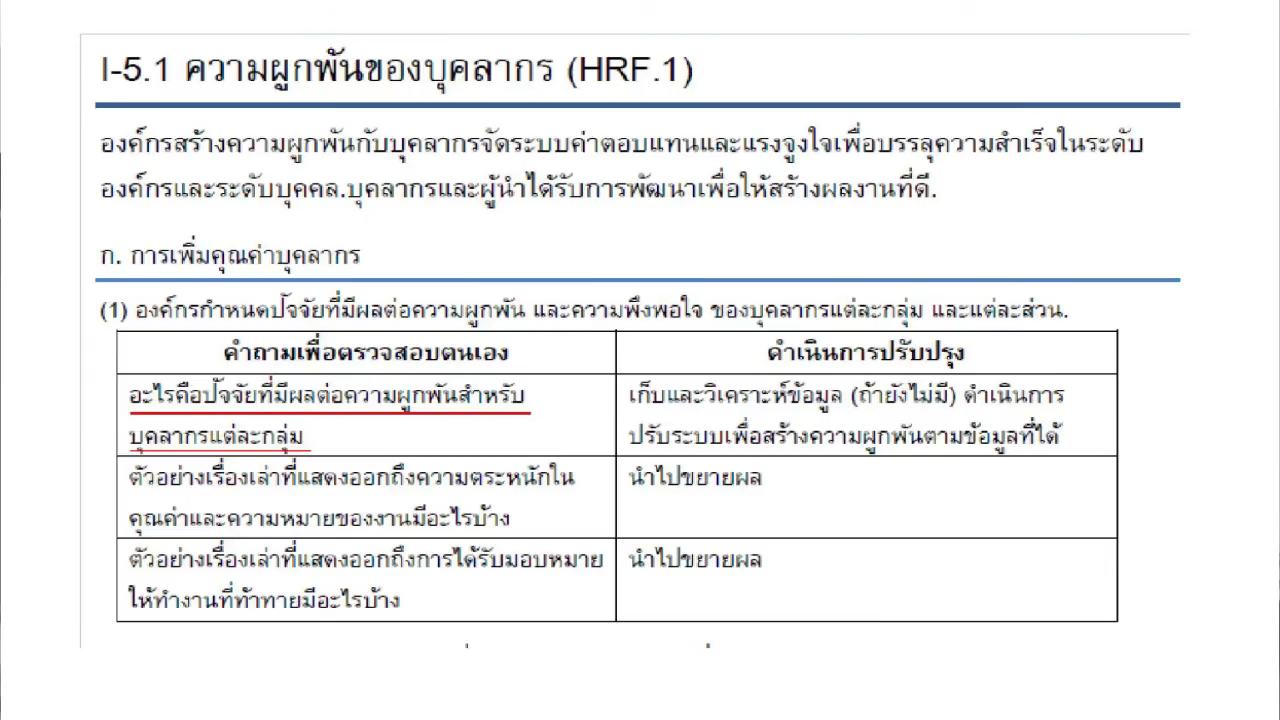 I-5.1 ความผูกพันของบุคลากร (HRF.1)
องค์กรสร้างความผูกพันกับบุคลากรจัดระบบค่าตอบแทนและแรงจูงใจเพื่อบรรลุความสำเร็จในระดับ
องค์กรและระดับบุคคล.บุคลากรและผู้นำได้รับการพัฒนาเพื่อให้สร้างผลงานที่ดี.
ก. การเพิ่มคุณค่าบุคลากร
(1) องค์กรกำหนดปัจจัยที่มีผลต่อความผูกพัน และความพึงพอใจ ของบุคลากรแต่ละกลุ่ม และแต่ละส่วน.
คำถามเพื่อตรวจสอบตนเอง
ดำเนินการปรับปรุง
อะไรคือปัจจัยที่มีผลต่อความผูกพันสำหรับ
บุคลากรแต่ละกลุ่ม
เก็บและวิเคราะห์ข้อมูล (ถ้ายังไม่มี) ดำเนินการ
ปรับระบบเพื่อสร้างความผูกพันตามข้อมูลที่ได้
ตัวอย่างเรื่องเล่าที่แสดงออกถึงความตระหนักใน
คุณค่าและความหมายของงานมีอะไรบ้าง
นำไปขยายผล
ตัวอย่างเรื่องเล่าที่แสดงออกถึงการได้รับมอบหมาย
ให้ทำงานที่ท้าทายมีอะไรบ้าง
นำไปขยายผล